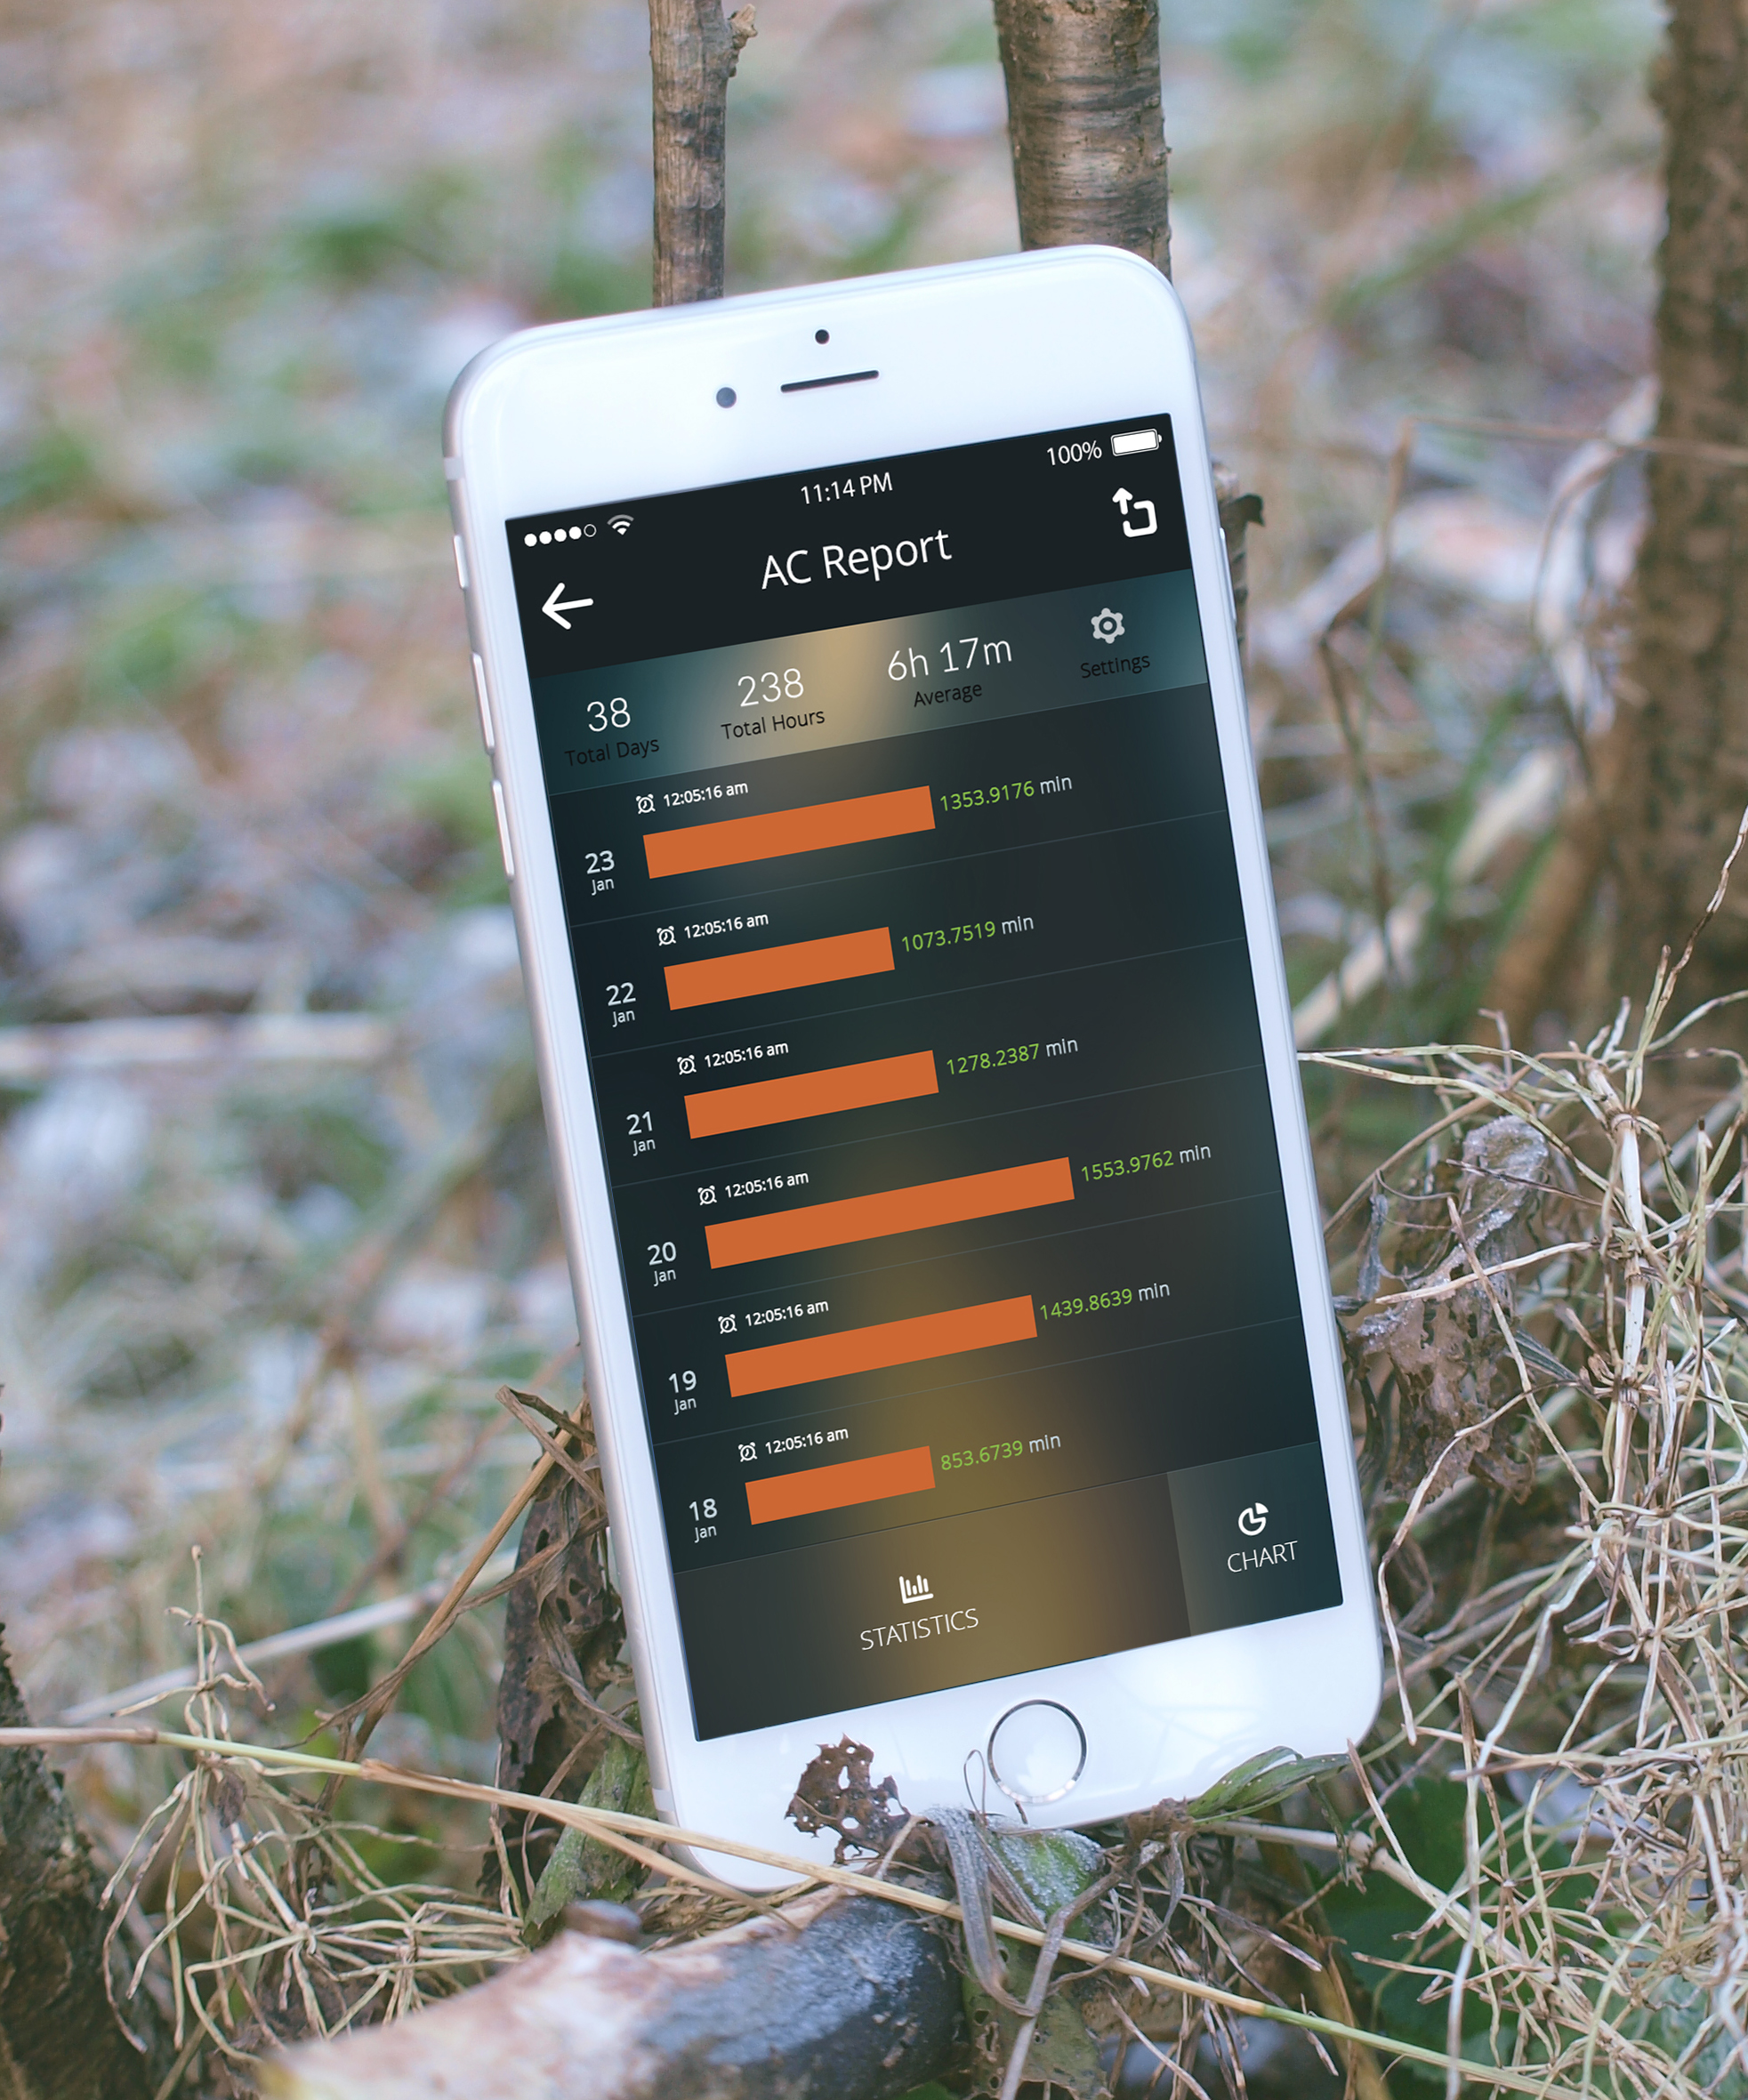 11:14 PM
100%
AC Report
38
Total Days
238
Total Hours
6h 17m
Average
Settings
12:05:16 am
1353.9176 min
23
Jan
12:05:16 am
1073.7519 min
22
Jan
12:05:16 am
1278.2387 min
21
Jan
12:05:16 am
1553.9762 min
20
Jan
12:05:16 am
1439.8639 min
19
Jan
12:05:16 am
853.6739 min
18
Jan
STATISTICS
CHART